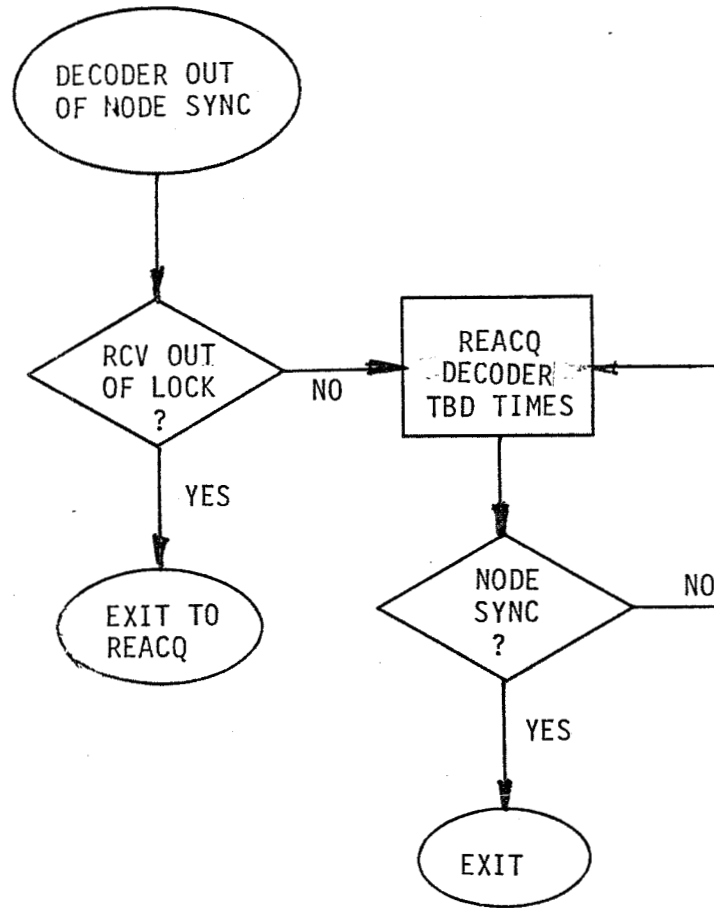 DECODER OUT
OF NODE SYNC
RCV OUT
OF LOCK
?
NO
REACQ
DECODER
TBD TIMES
YES
EXIT TO
REACQ
NODE
SYNC
?
NO
YES
EXIT